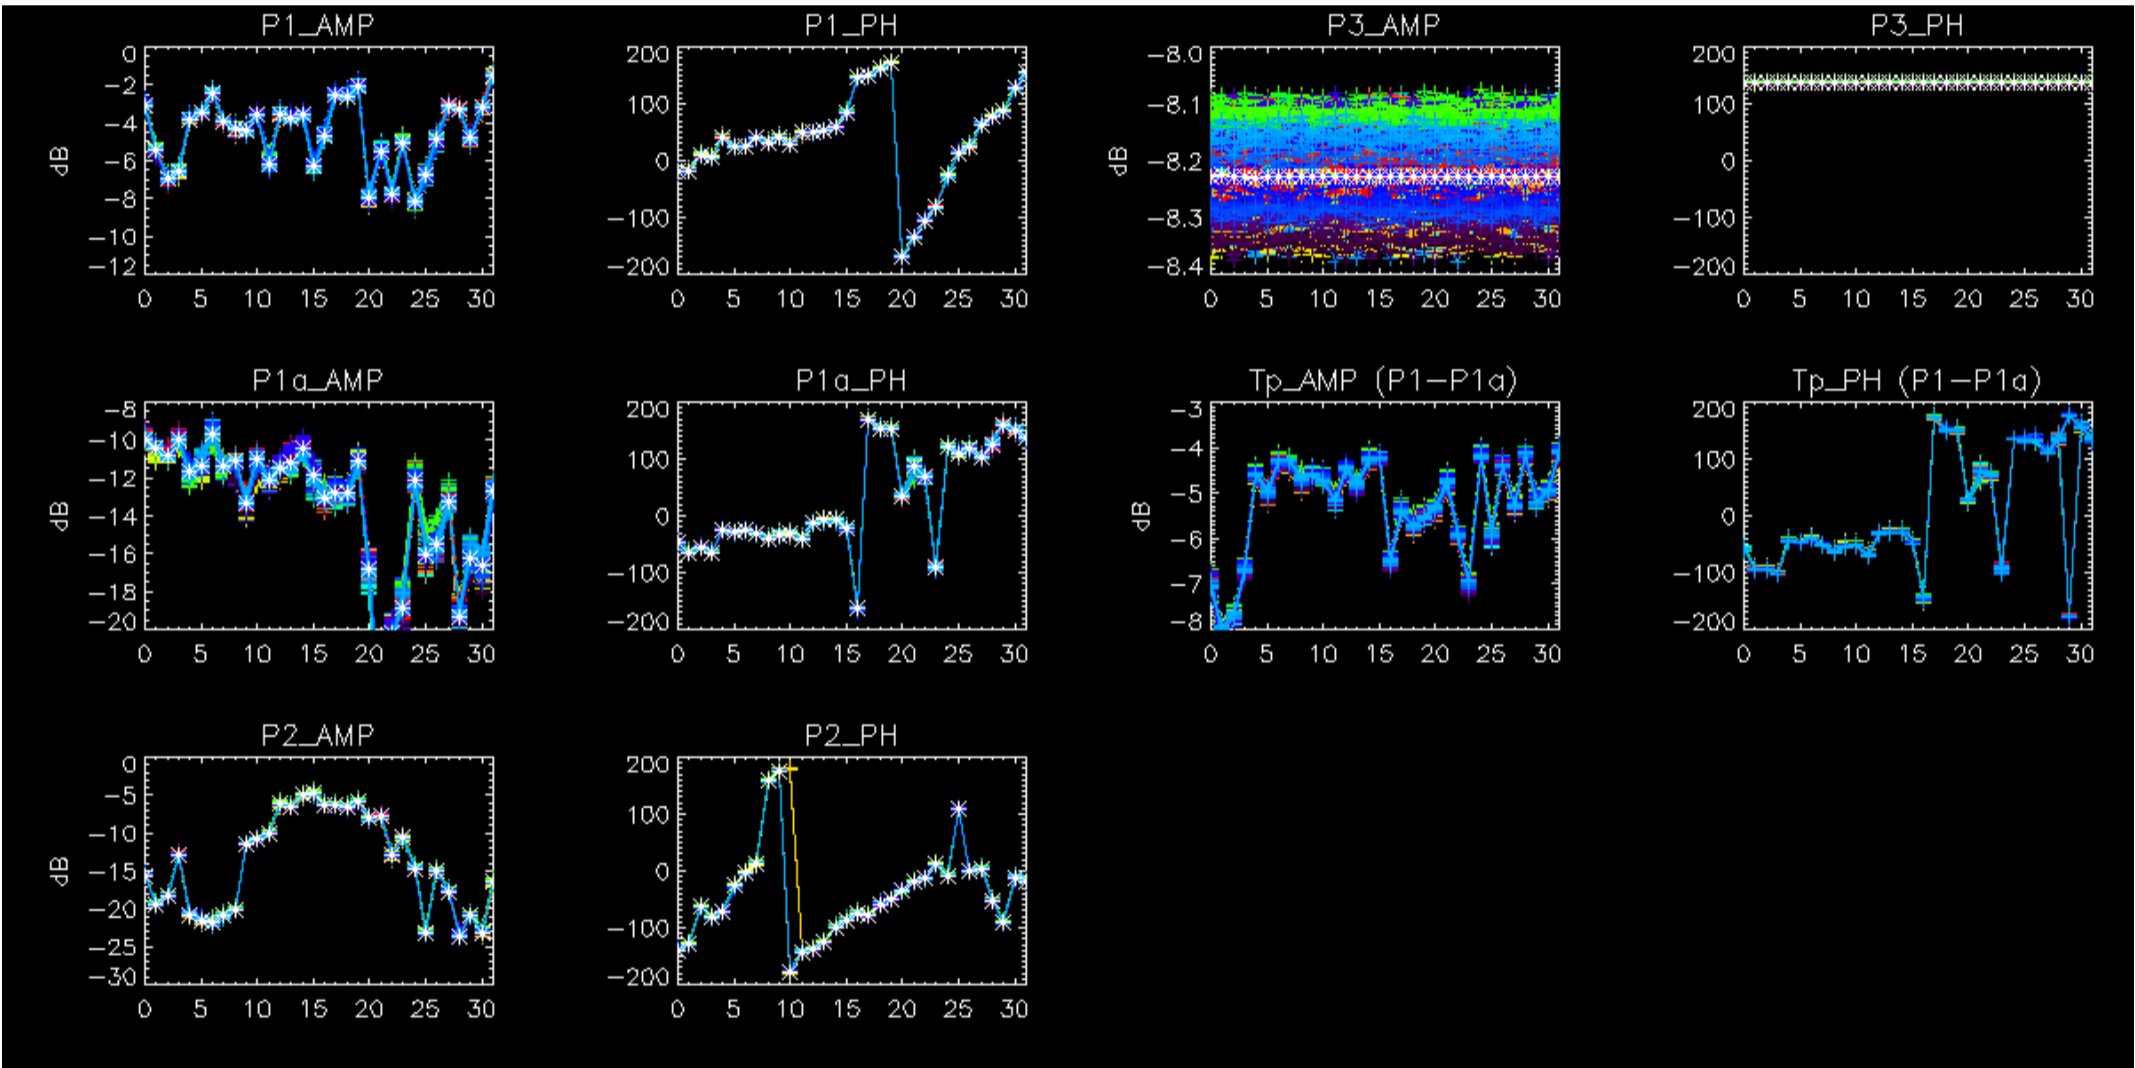 P1_AMP
P1_PH
P3_AMP
P3_PH
dB
0
−2
−4
−6
−8
−10
−12
0 5 10 15 20 25 30
200
100
0
−100
−200
0 5 10 15 20 25 30
dB
−8.0
−8.1
−8.2
−8.3
−8.4
0 5 10 15 20 25 30
200
100
0
−100
−200
0 5 10 15 20 25 30
P1a_AMP
P1a_PH
Tp_AMP (P1−P1a)
Tp_PH (P1−P1a)
dB
−8
−10
−12
−14
−16
−18
−20
0 5 10 15 20 25 30
200
100
0
−100
−200
0 5 10 15 20 25 30
dB
−3
−4
−5
−6
−7
−8
0 5 10 15 20 25 30
200
100
0
−100
−200
0 5 10 15 20 25 30
P2_AMP
P2_PH
dB
0
−5
−10
−15
−20
−25
−30
0 5 10 15 20 25 30
200
100
0
−100
−200
0 5 10 15 20 25 30